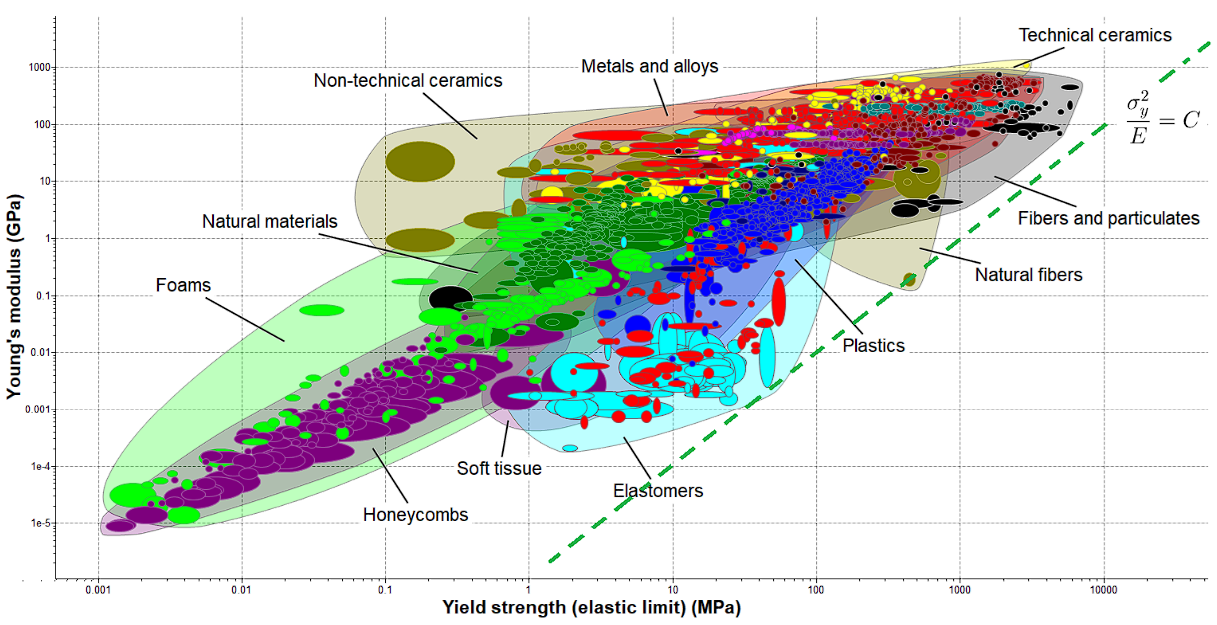 Technical ceramics
Metals and alloys
Non-technical ceramics
σ_y^2/E = C
Natural materials
Fibers and particulates
Natural fibers
Foams
Plastics
Soft tissue
Elastomers
Honeycombs
Young's modulus (GPa)
1000
100
10
1
0.1
0.01
0.001
1e-4
1e-5
0.001 0.01 0.1 1 10 100 1000 10000
Yield strength (elastic limit) (MPa)